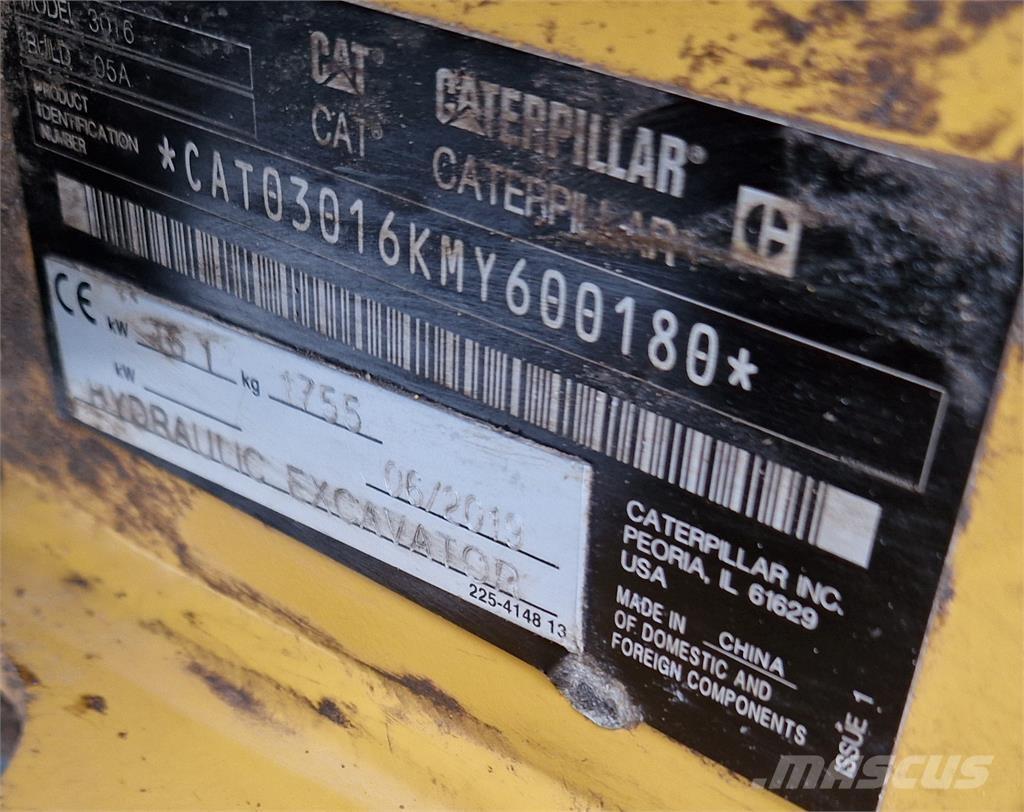 MODEL 3016
BUILD 05A
PRODUCT
IDENTIFICATION
NUMBER
CAT®
CAT®
CATERPILLAR®
CATERPILLAR
*CAT03016KMY600180*
CE
kW
kg 1755
kW
06/2019
HYDRAULIC EXCAVATOR
225-4148 13
CATERPILLAR INC.
PEORIA, IL 61629
USA
MADE IN CHINA
OF DOMESTIC AND
FOREIGN COMPONENTS
ISSUE 1
MASCUS